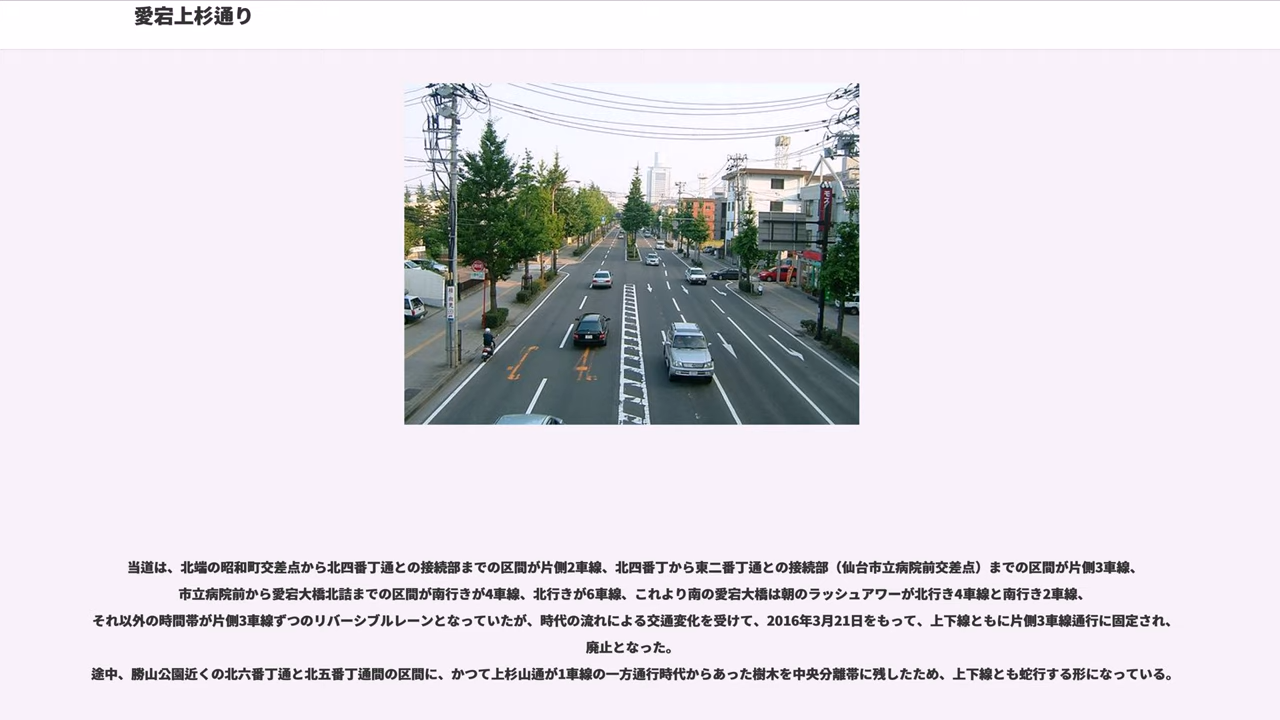 愛宕上杉通り
当道は、北端の昭和町交差点から北四番丁通との接続部までの区間が片側2車線、北四番丁から東二番丁通との接続部（仙台市立病院前交差点）までの区間が片側3車線、
市立病院前から愛宕大橋北詰までの区間が南行きが4車線、北行きが6車線、これより南の愛宕大橋は朝のラッシュアワーが北行き4車線と南行き2車線、
それ以外の時間帯が片側3車線ずつのリバーシブルレーンとなっていたが、時代の流れによる交通変化を受けて、2016年3月21日をもって、上下線ともに片側3車線通行に固定され、
廃止となった。
途中、勝山公園近くの北六番丁通と北五番丁通間の区間に、かつて上杉山通が1車線の一方通行時代からあった樹木を中央分離帯に残したため、上下線とも蛇行する形になっている。